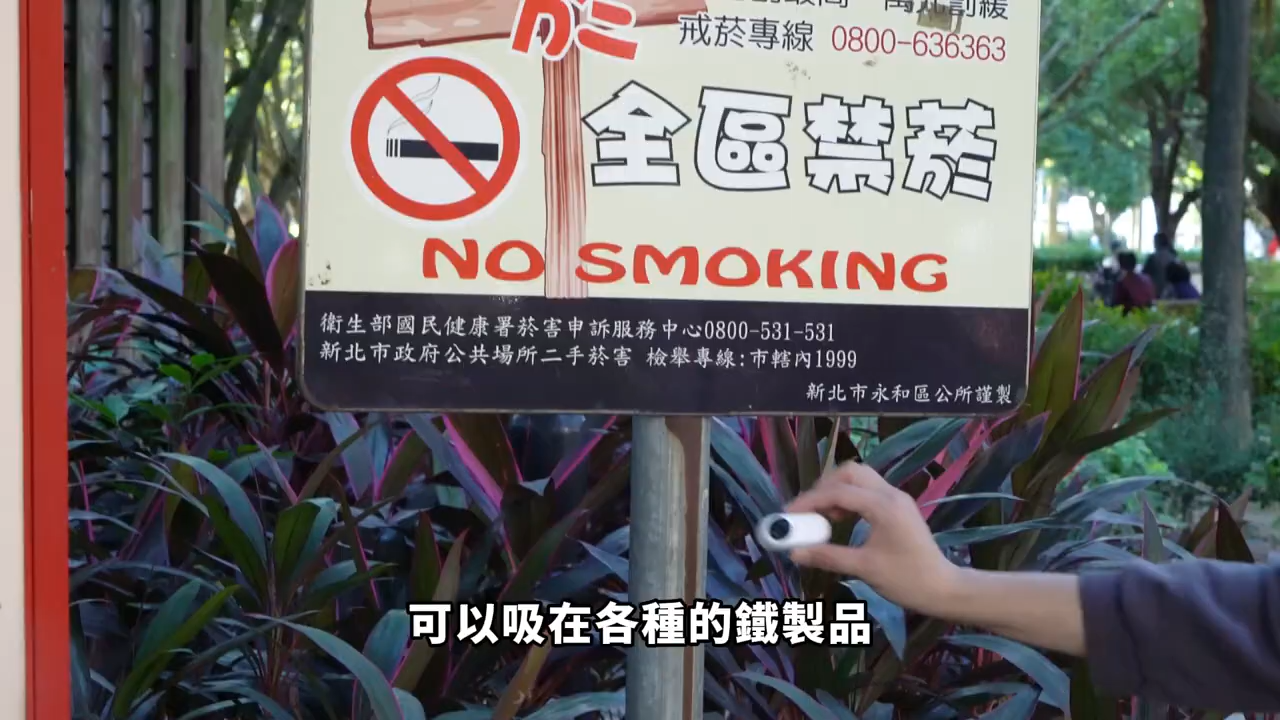 於
戒菸專線 0800-636363
全區禁菸
NO SMOKING
衛生部國民健康署菸害申訴服務中心0800-531-531
新北市政府公共場所二手菸害 檢舉專線:市轄內1999
新北市永和區公所謹製
可以吸在各種的鐵製品